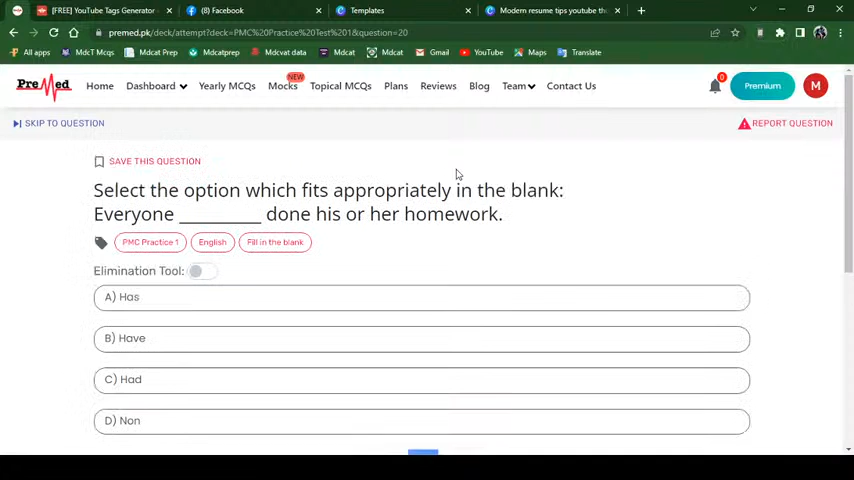 [FREE] YouTube Tags Generator
(8) Facebook
Templates
Modern resume tips youtube thu
premed.pk/deck/attempt?deck=PMC%20Practice%20Test%201&question=20
All apps
MdcT Mcqs
Mdcat Prep
Mdcatprep
Mdcvat data
Mdcat
Mdcat
Gmail
YouTube
Maps
Translate
PreMed
Home
Dashboard
Yearly MCQs
NEW
Mocks
Topical MCQs
Plans
Reviews
Blog
Team
Contact Us
0
Premium
M
SKIP TO QUESTION
REPORT QUESTION
SAVE THIS QUESTION
Select the option which fits appropriately in the blank:
Everyone __________ done his or her homework.
PMC Practice 1
English
Fill in the blank
Elimination Tool:
A) Has
B) Have
C) Had
D) Non